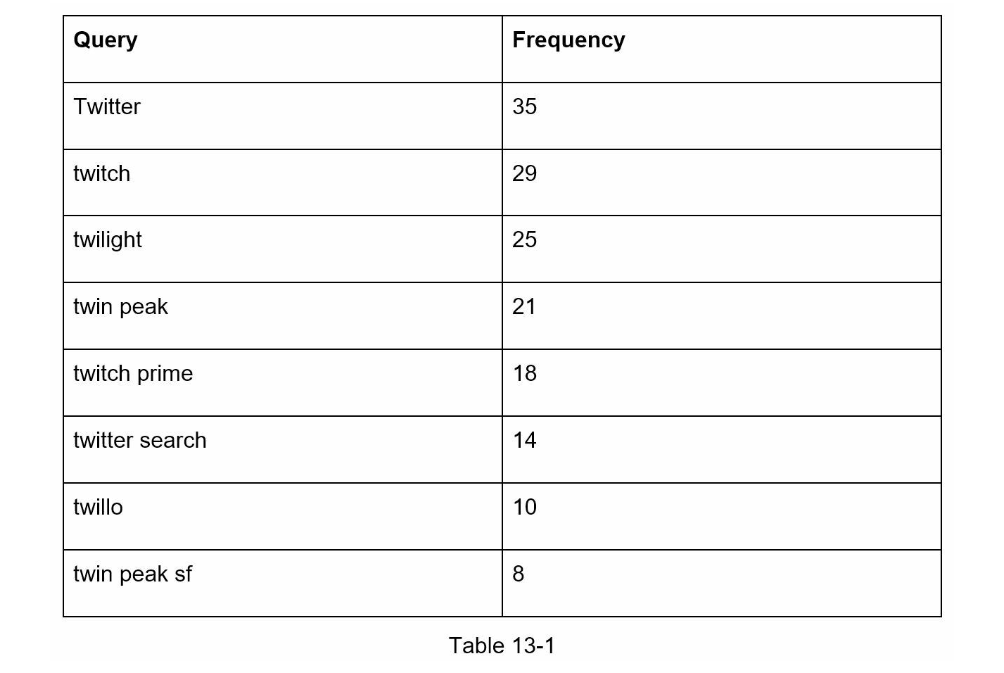 Query Frequency
Twitter 35
twitch 29
twilight 25
twin peak 21
twitch prime 18
twitter search 14
twillo 10
twin peak sf 8
Table 13-1